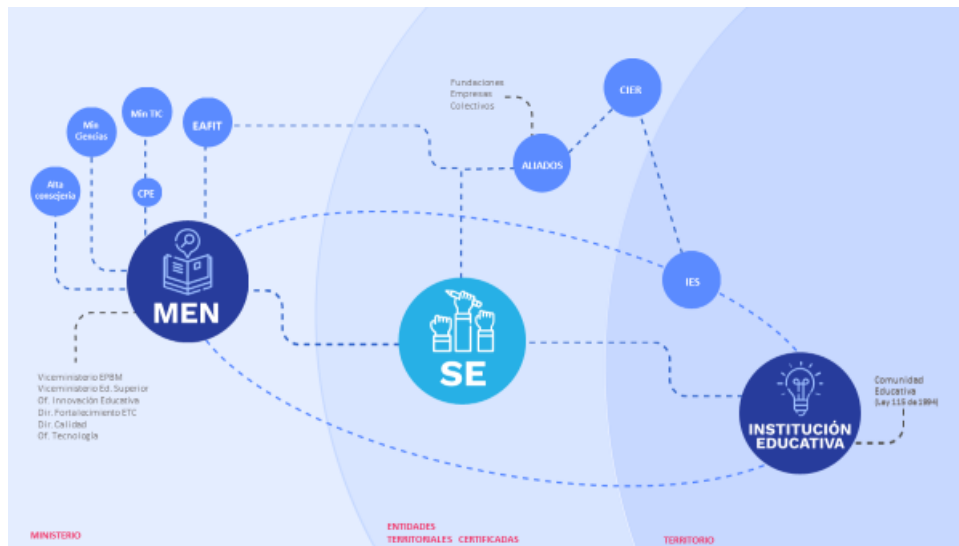 Fundaciones
Empresas
Colectivos
CIER
Min TIC
Min
Ciencias
EAFIT
ALIADOS
Alta
consejería
CPE
IES
MEN
SE
Viceministerio EPBM
Viceministerio Ed. Superior
Of. Innovación Educativa
Dir. Fortalecimiento ETC
Dir. Calidad
Of. Tecnología
Comunidad
Educativa
(Ley 115 de 1994)
INSTITUCIÓN
EDUCATIVA
MINISTERIO
ENTIDADES
TERRITORIALES CERTIFICADAS
TERRITORIO